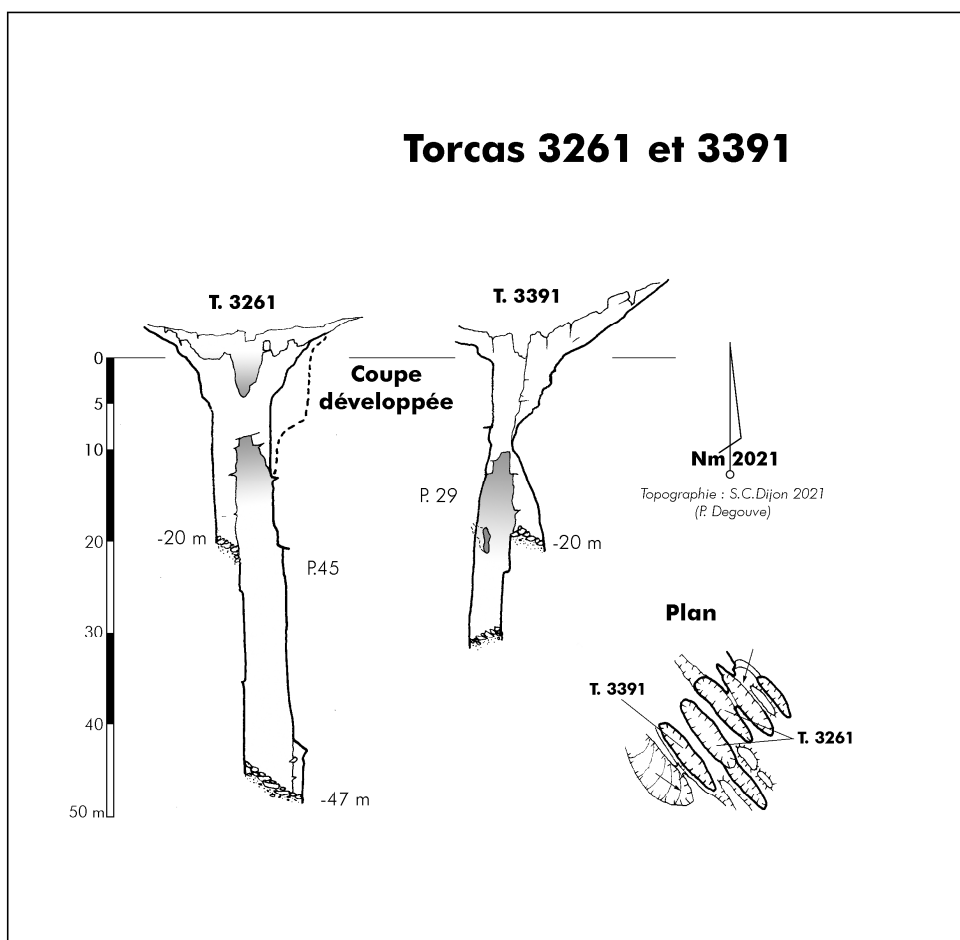 Torcas 3261 et 3391
T. 3261
T. 3391
0
Coupe
développée
5
10
Nm 2021
P. 29
Topographie : S.C.Dijon 2021
(P. Degouve)
20
-20 m
-20 m
P.45
Plan
30
T. 3391
40
T. 3261
-47 m
50 m